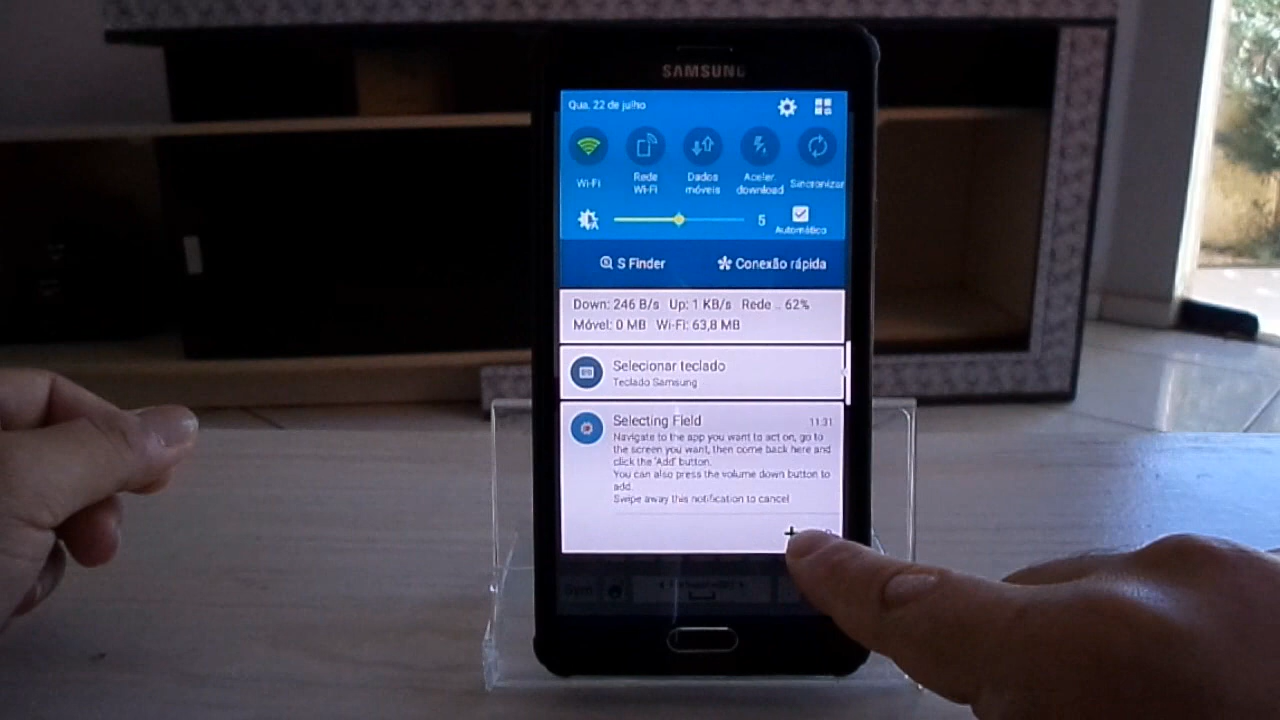 SAMSUNG
Qua, 22 de julho
Wi-Fi
Rede
Wi-Fi
Dados
móveis
Aceler.
download
Sincronizar
5
Automático
S Finder
Conexão rápida
Down: 246 B/s Up: 1 KB/s Rede .. 62%
Móvel: 0 MB Wi-Fi: 63,8 MB
Selecionar teclado
Teclado Samsung
Selecting Field
11:31
Navigate to the app you want to act on, go to
the screen you want, then come back here and
click the 'Add' button.
You can also press the volume down button to
add.
Swipe away this notification to cancel
+